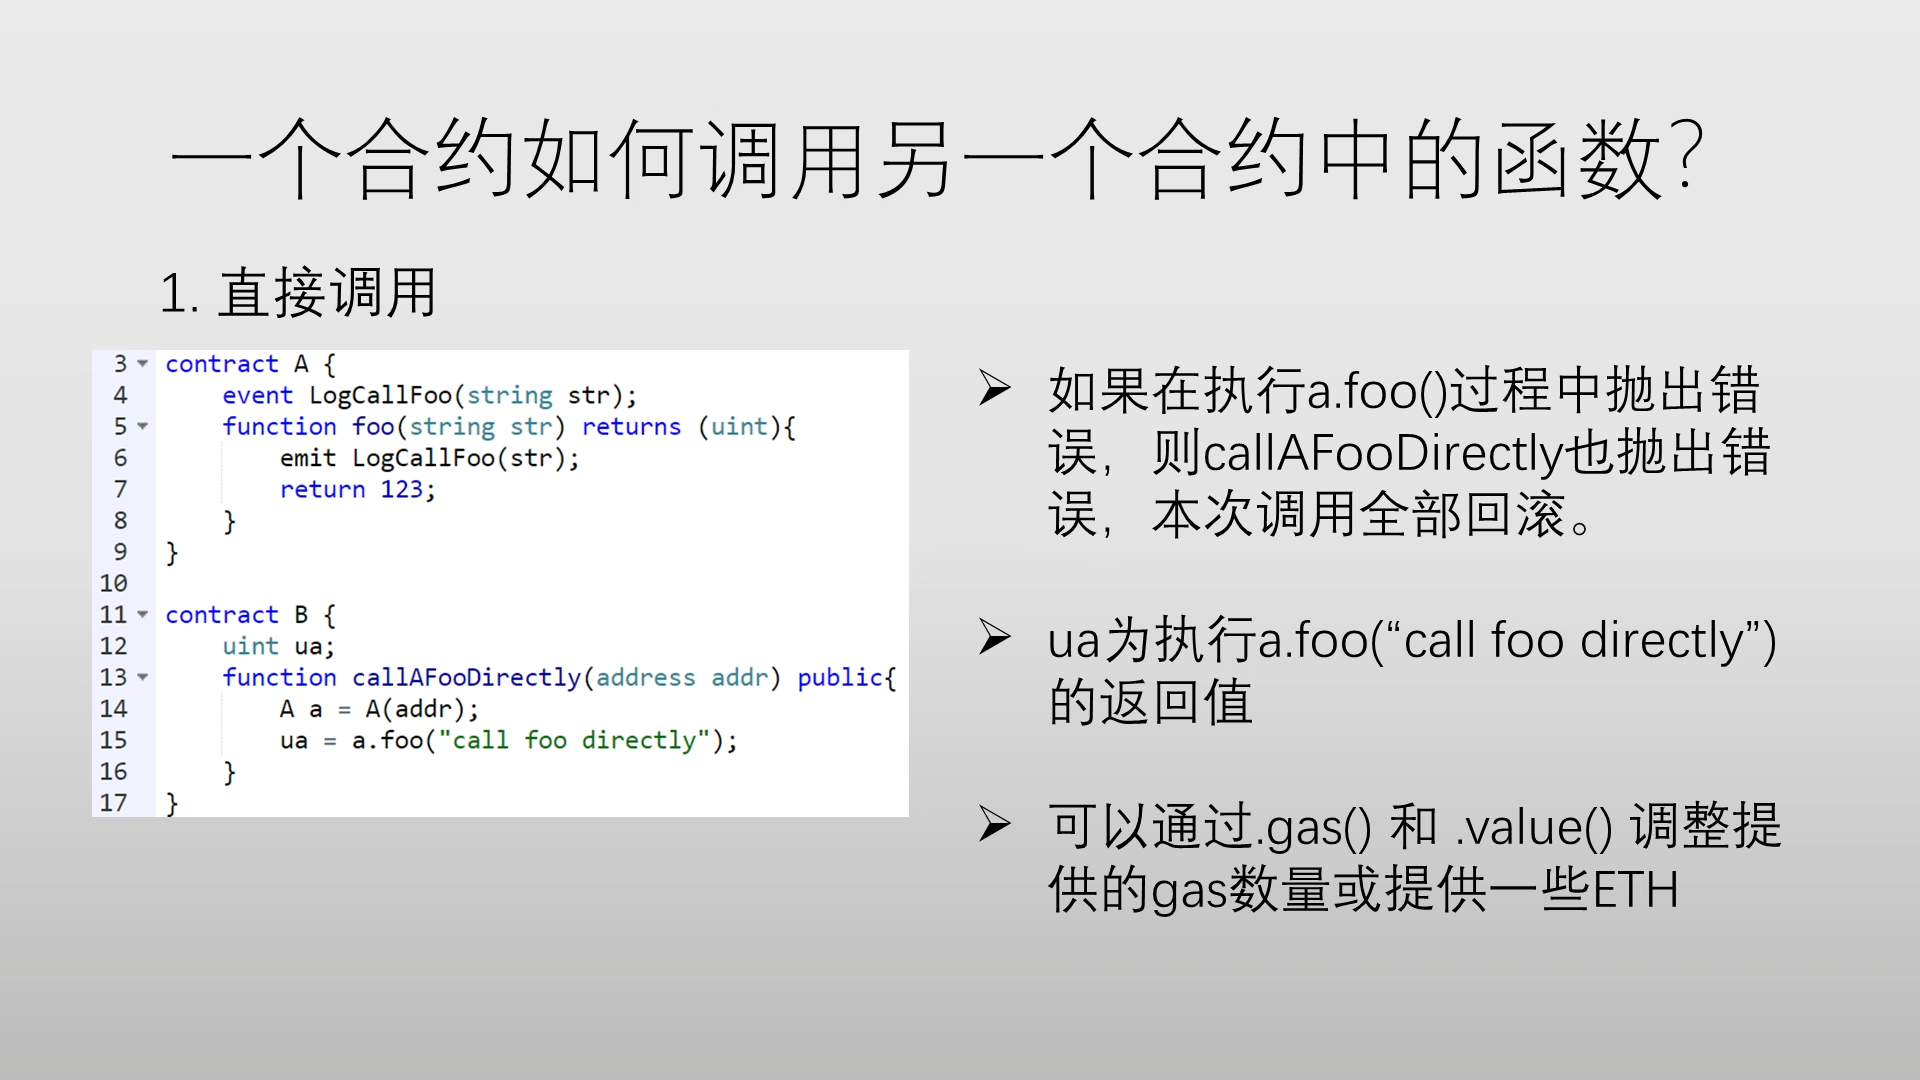 一个合约如何调用另一个合约中的函数？
1. 直接调用
3 contract A {
4 event LogCallFoo(string str);
5 function foo(string str) returns (uint){
6 emit LogCallFoo(str);
7 return 123;
8 }
9 }
10
11 contract B {
12 uint ua;
13 function callAFooDirectly(address addr) public{
14 A a = A(addr);
15 ua = a.foo("call foo directly");
16 }
17 }
➢ 如果在执行a.foo()过程中抛出错
误，则callAFooDirectly也抛出错
误，本次调用全部回滚。
➢ ua为执行a.foo(“call foo directly”)
的返回值
➢ 可以通过.gas() 和 .value() 调整提
供的gas数量或提供一些ETH